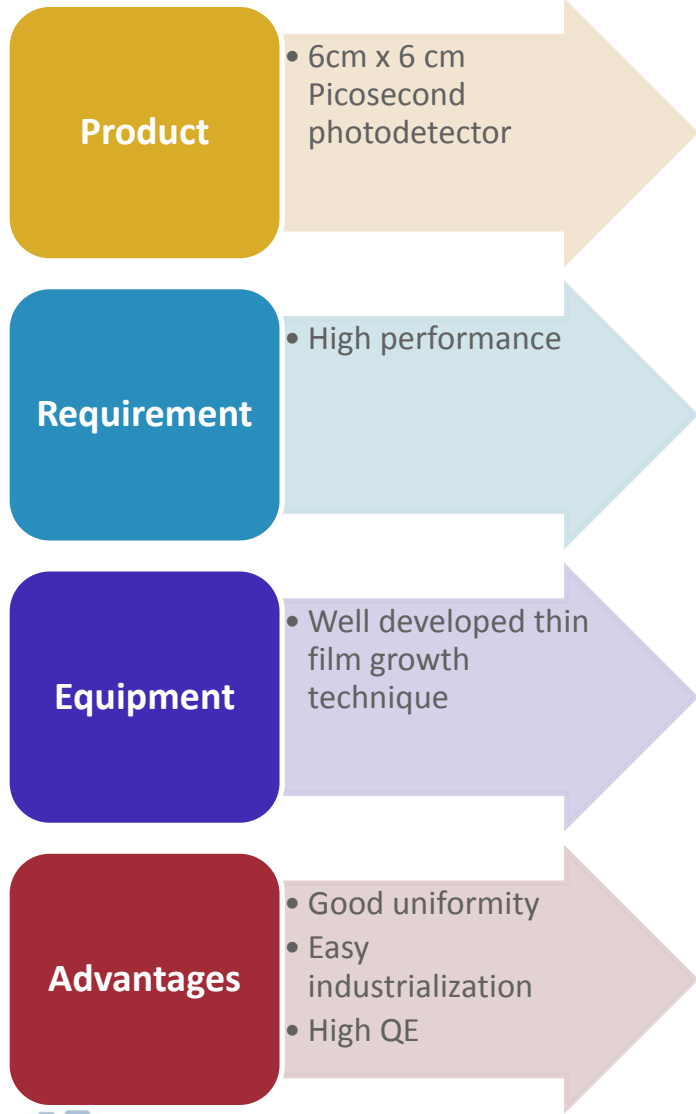 Product
• 6cm x 6 cm
Picosecond
photodetector
Requirement
• High performance
Equipment
• Well developed thin
film growth
technique
Advantages
• Good uniformity
• Easy
industrialization
• High QE